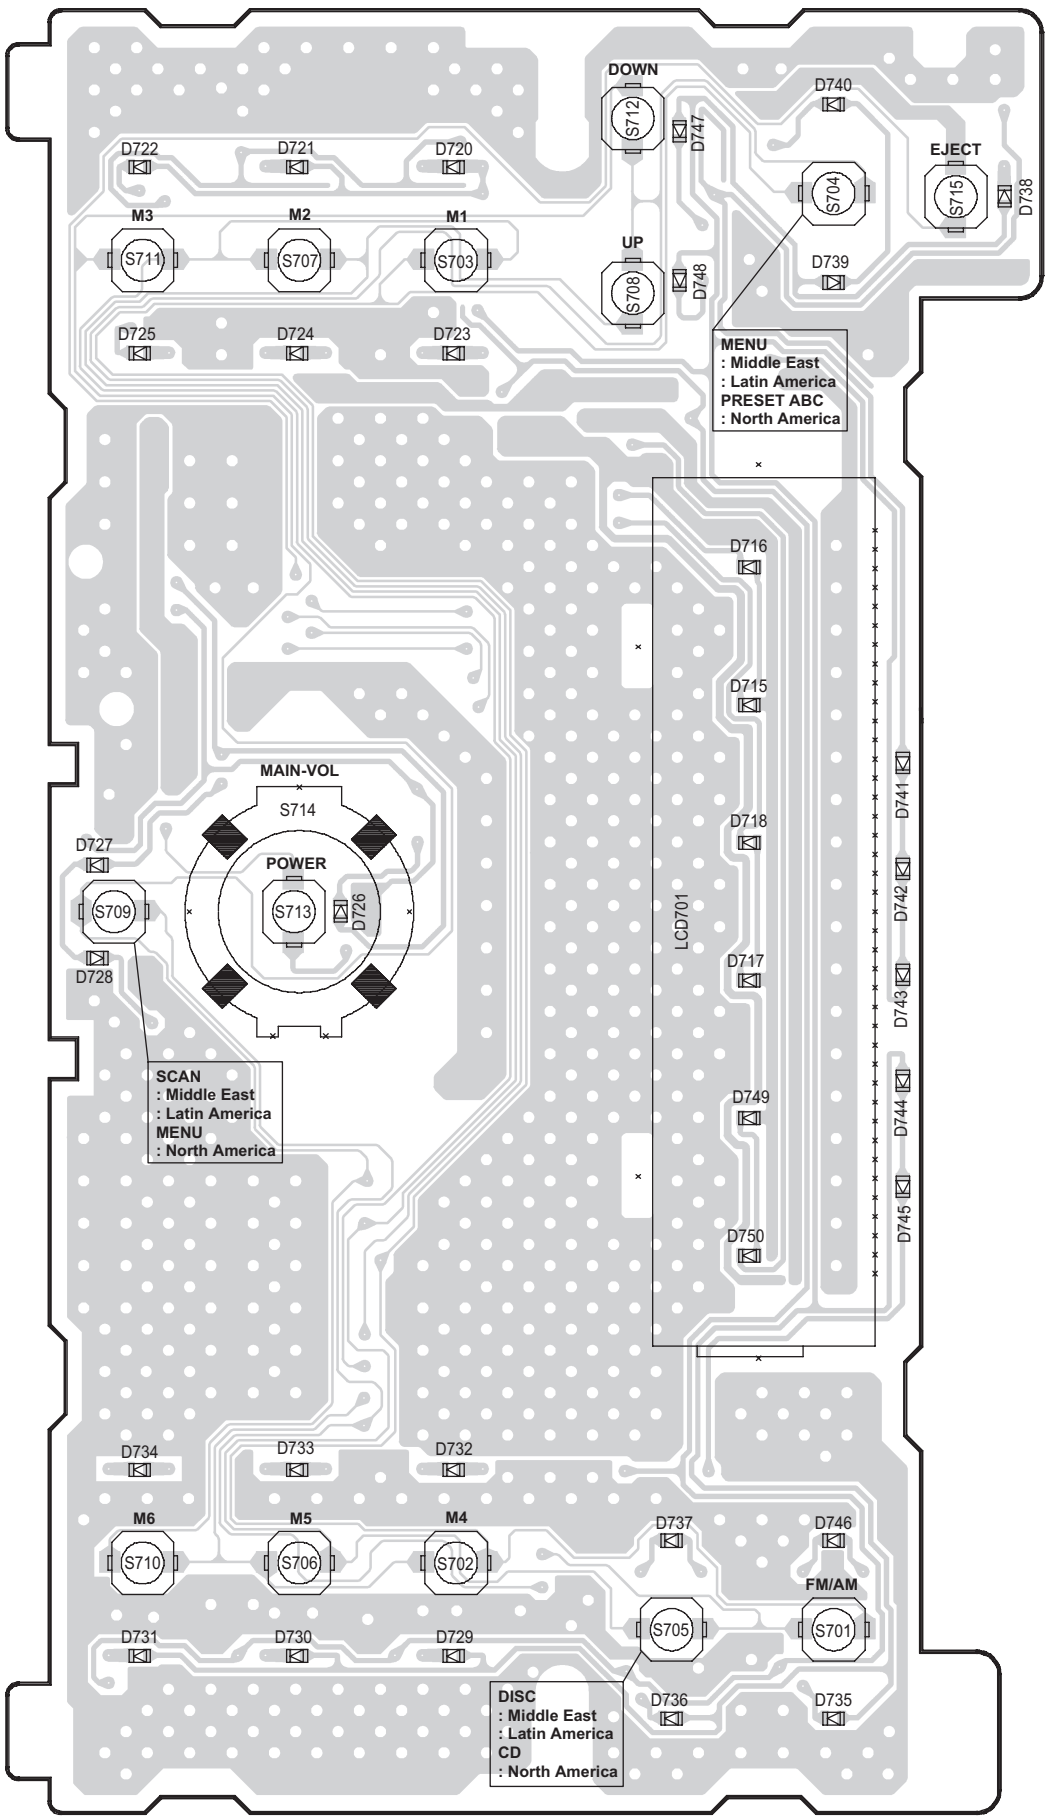 DOWN
D740
S712
D747
D722
D721
D720
EJECT
S704
S715
D738
M3
M2
M1
UP
S711
S707
S703
S708
D748
D739
D725
D724
D723
MENU
: Middle East
: Latin America
PRESET ABC
: North America
D716
D715
D741
MAIN-VOL
S714
D718
D727
POWER
D742
S709
S713
D726
LCD701
D728
D717
D743
SCAN
: Middle East
: Latin America
MENU
: North America
D749
D744
D745
D750
D734
D733
D732
M6
M5
M4
D737
D746
S710
S706
S702
FM/AM
S705
S701
D731
D730
D729
DISC
: Middle East
: Latin America
CD
: North America
D736
D735